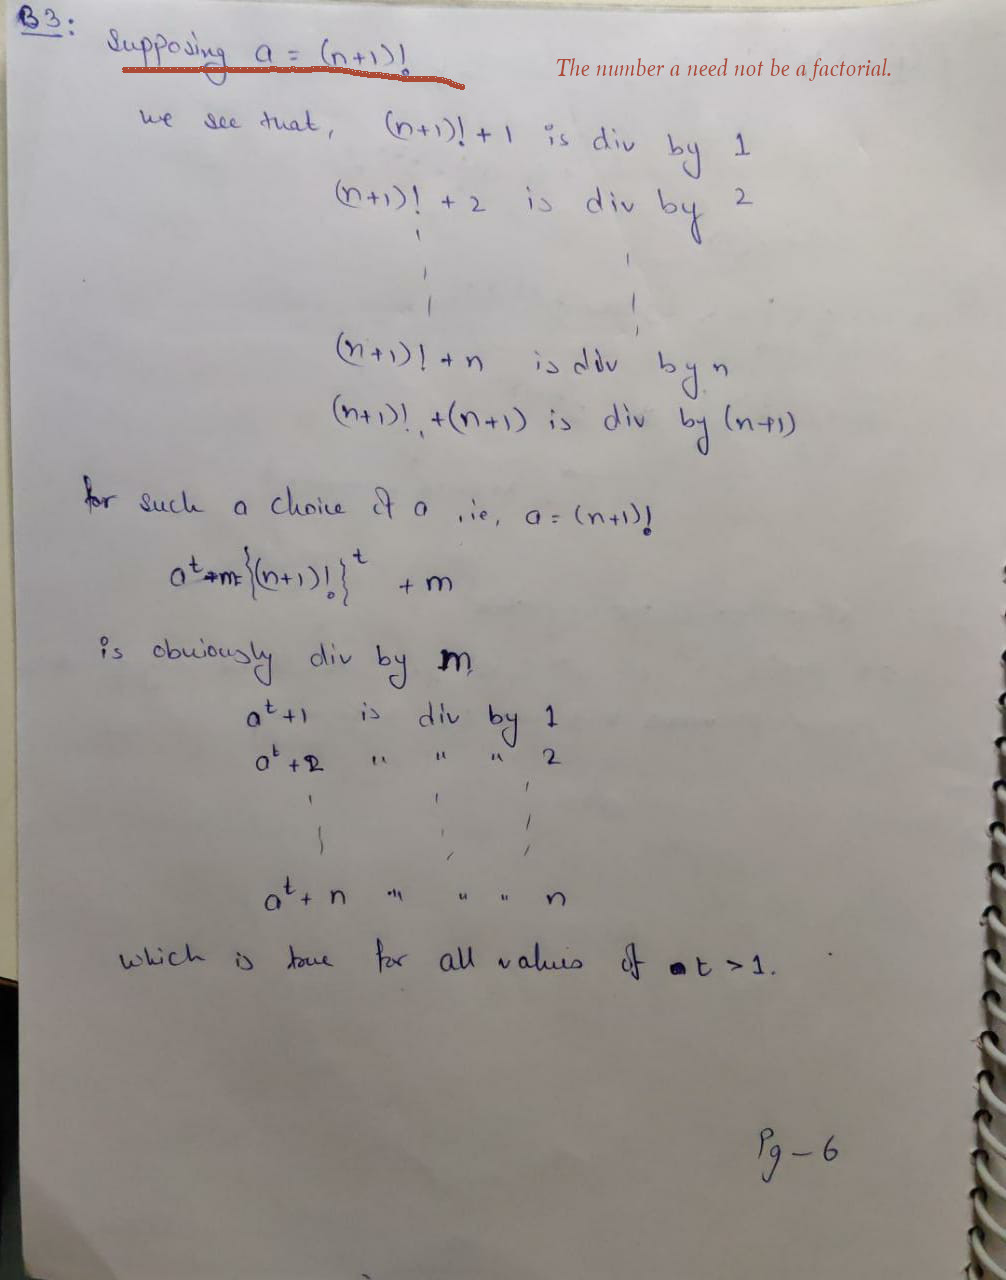 B3:
Supposing a = (n+1)!
The number a need not be a factorial.
we see that, (n+1)! + 1 is div by 1
(n+1)! + 2 is div by 2
(n+1)! + n is div by n
(n+1)! + (n+1) is div by (n+1)
for such a choice of a , ie, a = (n+1)!
a^t = {(n+1)!}^t + m
is obviously div by m
a^t + 1 is div by 1
a^t + 2 " " " 2
a^t + n " " " n
which is true for all values of t > 1.
Pg - 6